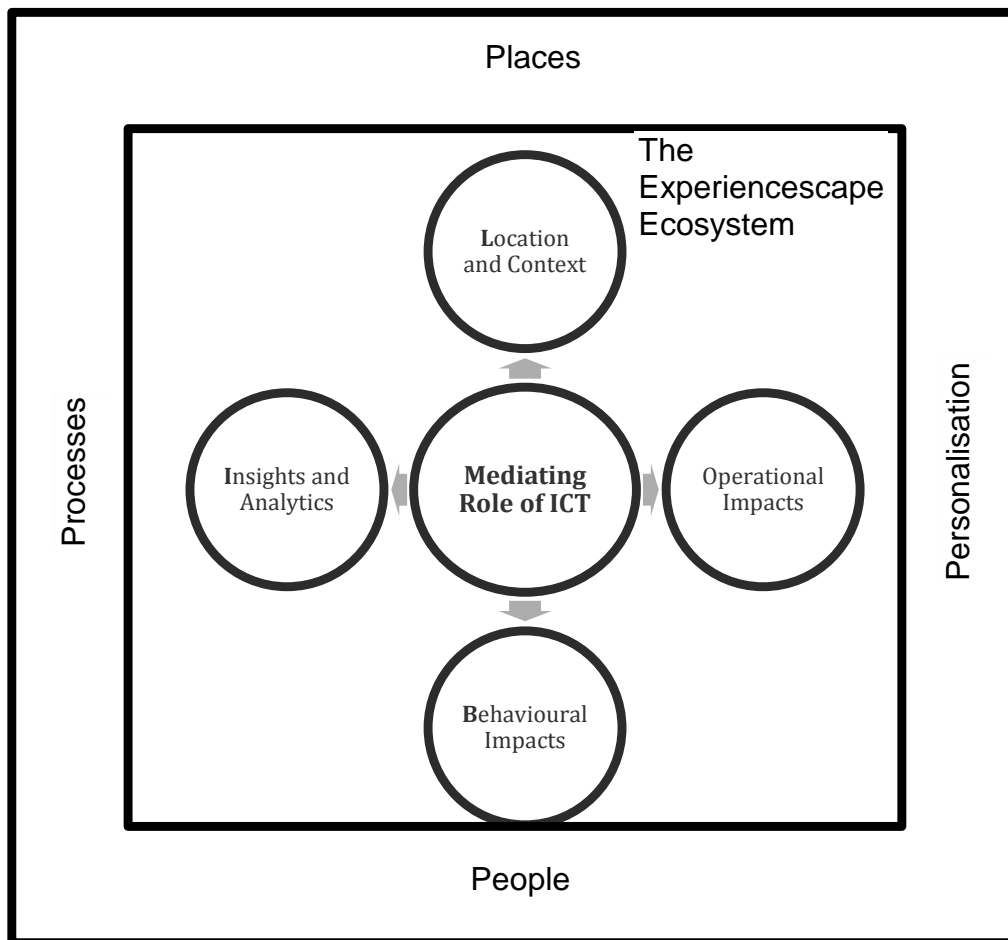 Places
The
Experiencescape
Ecosystem
Location
and Context
Processes
Insights and
Analytics
Mediating
Role of ICT
Operational
Impacts
Personalisation
Behavioural
Impacts
People